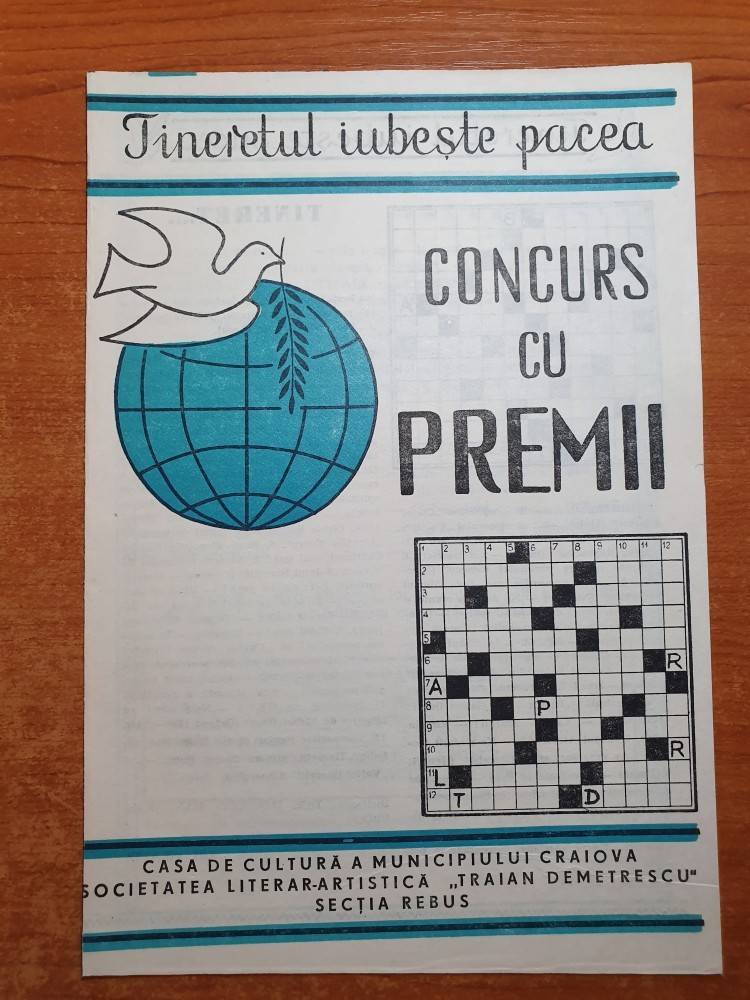 Tineretul iubește pacea
CONCURS
CU
PREMII
1 2 3 4 5 6 7 8 9 10 11 12
2
3
4
5
6 R
7 A
8 P
9
10 R
11 L
12 T D
CASA DE CULTURĂ A MUNICIPIULUI CRAIOVA
SOCIETATEA LITERAR-ARTISTICĂ „TRAIAN DEMETRESCU"
SECȚIA REBUS